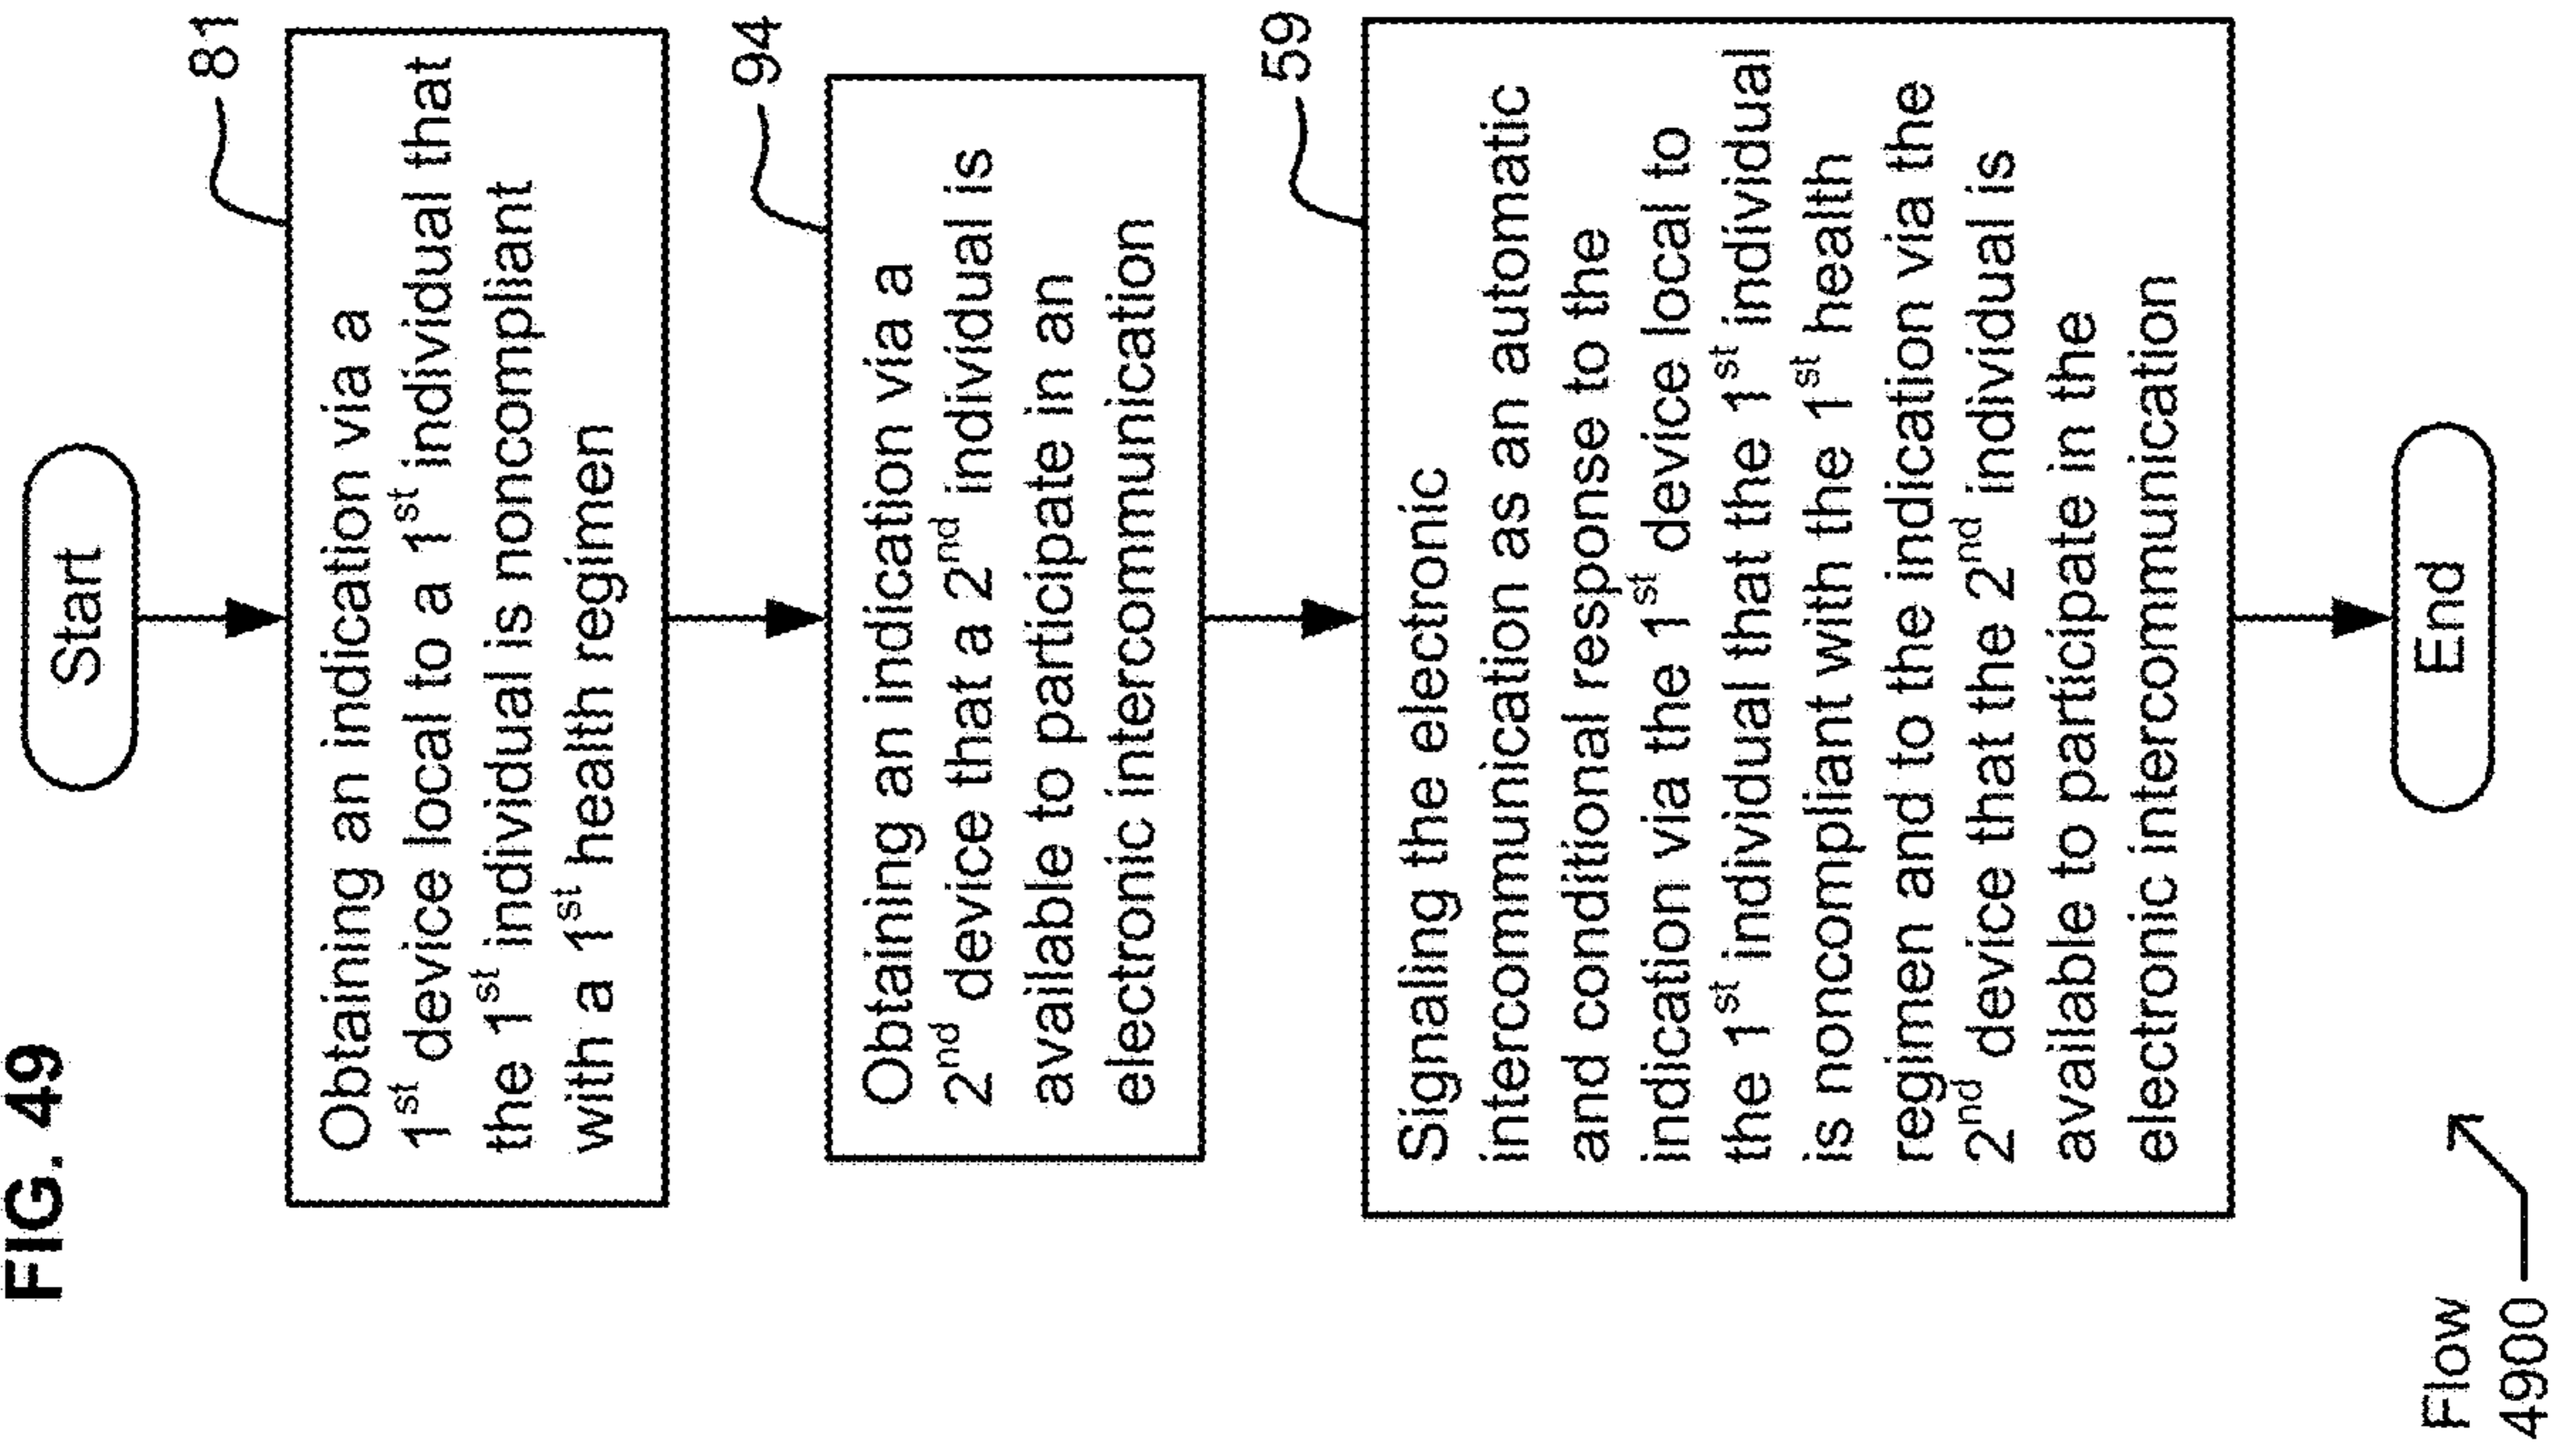 FIG. 49
Start
81
Obtaining an indication via a
1st device local to a 1st individual that
the 1st individual is noncompliant
with a 1st health regimen
94
Obtaining an indication via a
2nd device that a 2nd individual is
available to participate in an
electronic intercommunication
59
Signaling the electronic
intercommunication as an automatic
and conditional response to the
indication via the 1st device local to
the 1st individual that the 1st individual
is noncompliant with the 1st health
regimen and to the indication via the
2nd device that the 2nd individual is
available to participate in the
electronic intercommunication
End
Flow
4900